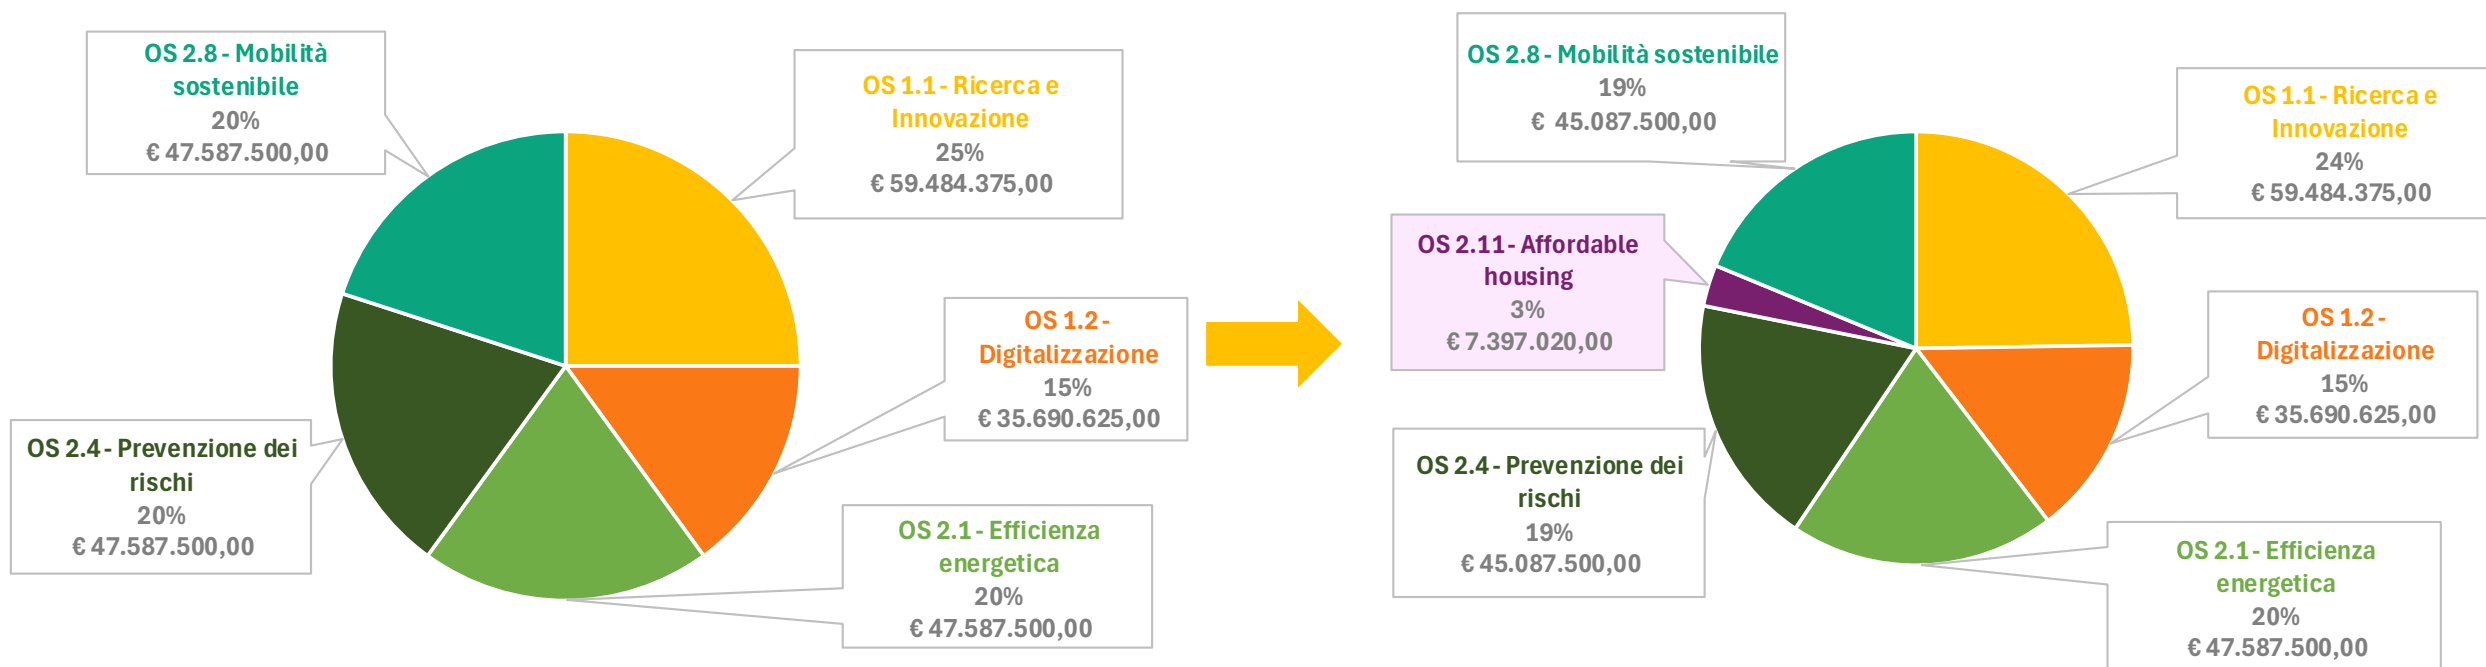 OS 2.8 - Mobilità
sostenibile
20%
€ 47.587.500,00
OS 1.1 - Ricerca e
Innovazione
25%
€ 59.484.375,00
OS 1.2 -
Digitalizzazione
15%
€ 35.690.625,00
OS 2.4 - Prevenzione dei
rischi
20%
€ 47.587.500,00
OS 2.1 - Efficienza
energetica
20%
€ 47.587.500,00
OS 2.8 - Mobilità sostenibile
19%
€ 45.087.500,00
OS 1.1 - Ricerca e
Innovazione
24%
€ 59.484.375,00
OS 2.11 - Affordable
housing
3%
€ 7.397.020,00
OS 1.2 -
Digitalizzazione
15%
€ 35.690.625,00
OS 2.4 - Prevenzione dei
rischi
19%
€ 45.087.500,00
OS 2.1 - Efficienza
energetica
20%
€ 47.587.500,00